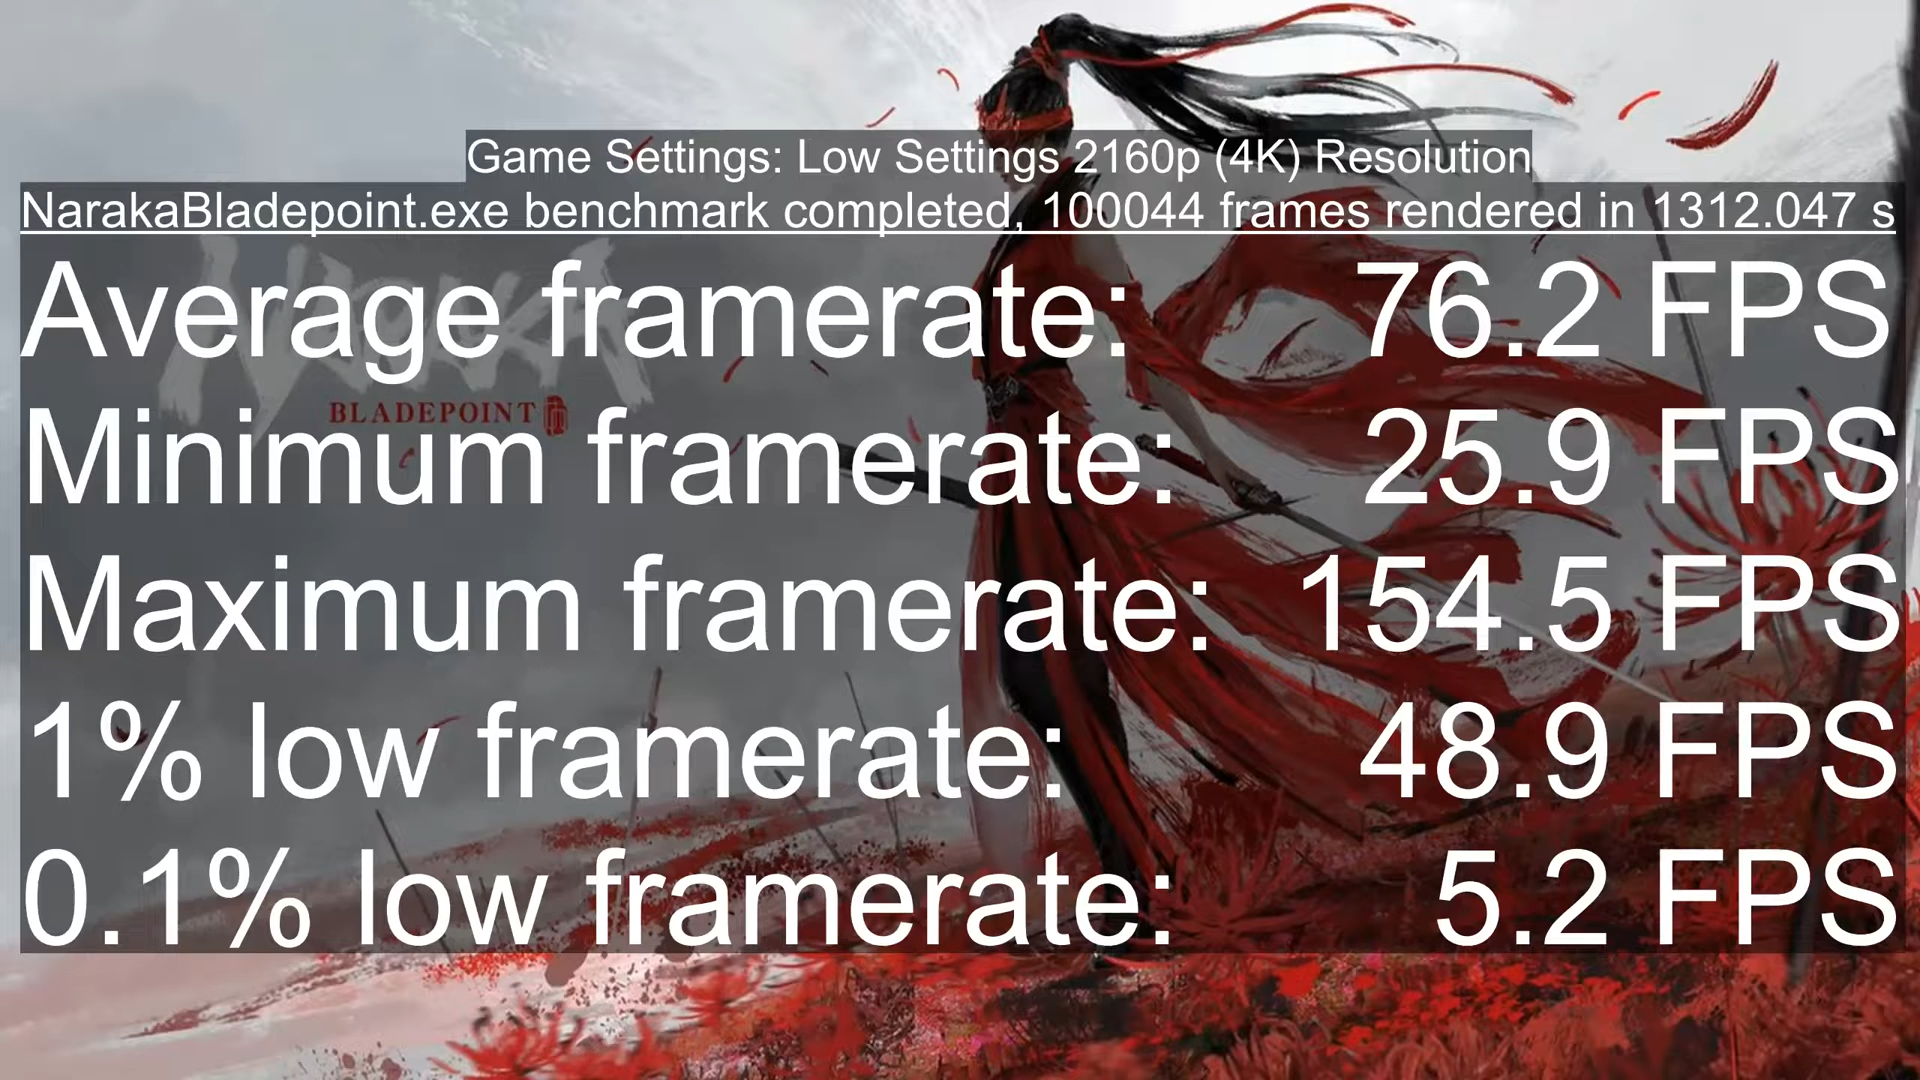 Game Settings: Low Settings 2160p (4K) Resolution
NarakaBladepoint.exe benchmark completed, 100044 frames rendered in 1312.047 s
Average framerate: 76.2 FPS
NARAKA
BLADEPOINT
Minimum framerate: 25.9 FPS
Maximum framerate: 154.5 FPS
1% low framerate: 48.9 FPS
0.1% low framerate: 5.2 FPS